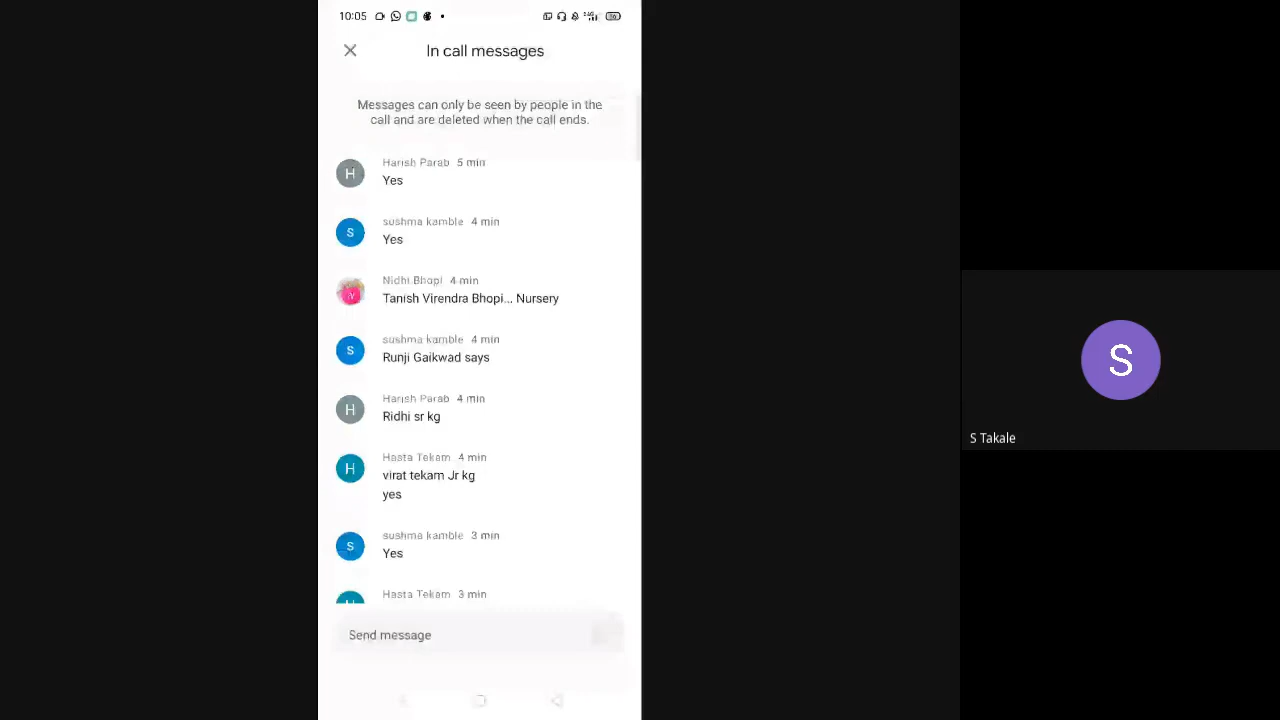 10:05
In call messages
Messages can only be seen by people in the
call and are deleted when the call ends.
H
Harish Parab 5 min
Yes
S
sushma kamble 4 min
Yes
Nidhi Bhopi 4 min
Tanish Virendra Bhopi... Nursery
S
sushma kamble 4 min
Runji Gaikwad says
H
Harish Parab 4 min
Ridhi sr kg
H
Hasta Tekam 4 min
virat tekam Jr kg
yes
S
sushma kamble 3 min
Yes
Hasta Tekam 3 min
Send message
S
S Takale